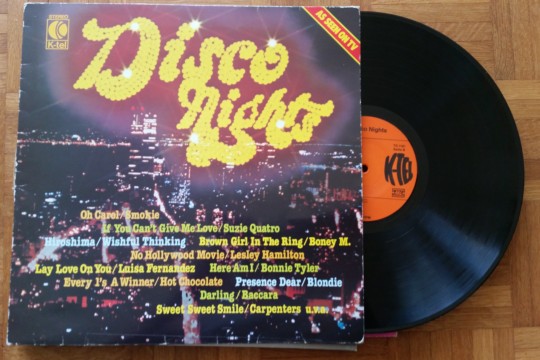 STEREO
K-tel
AS SEEN ON TV
Disco
Nights
Oh Carol/Smokie
If You Can't Give Me Love/Suzie Quatro
Hiroshima/Wishful Thinking Brown Girl In The Ring/Boney M.
No Hollywood Movie/Lesley Hamilton
Lay Love On You/Luisa Fernandez Here Am I/Bonnie Tyler
Every 1's A Winner/Hot Chocolate Presence Dear/Blondie
Darling/Baccara
Sweet Sweet Smile/Carpenters u.v.a.
Nights
K-TEL